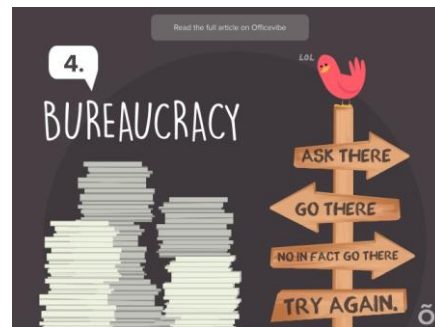 Read the full article on Officevibe
4.
BUREAUCRACY
LOL
ASK THERE
GO THERE
NO IN FACT GO THERE
TRY AGAIN.
õ